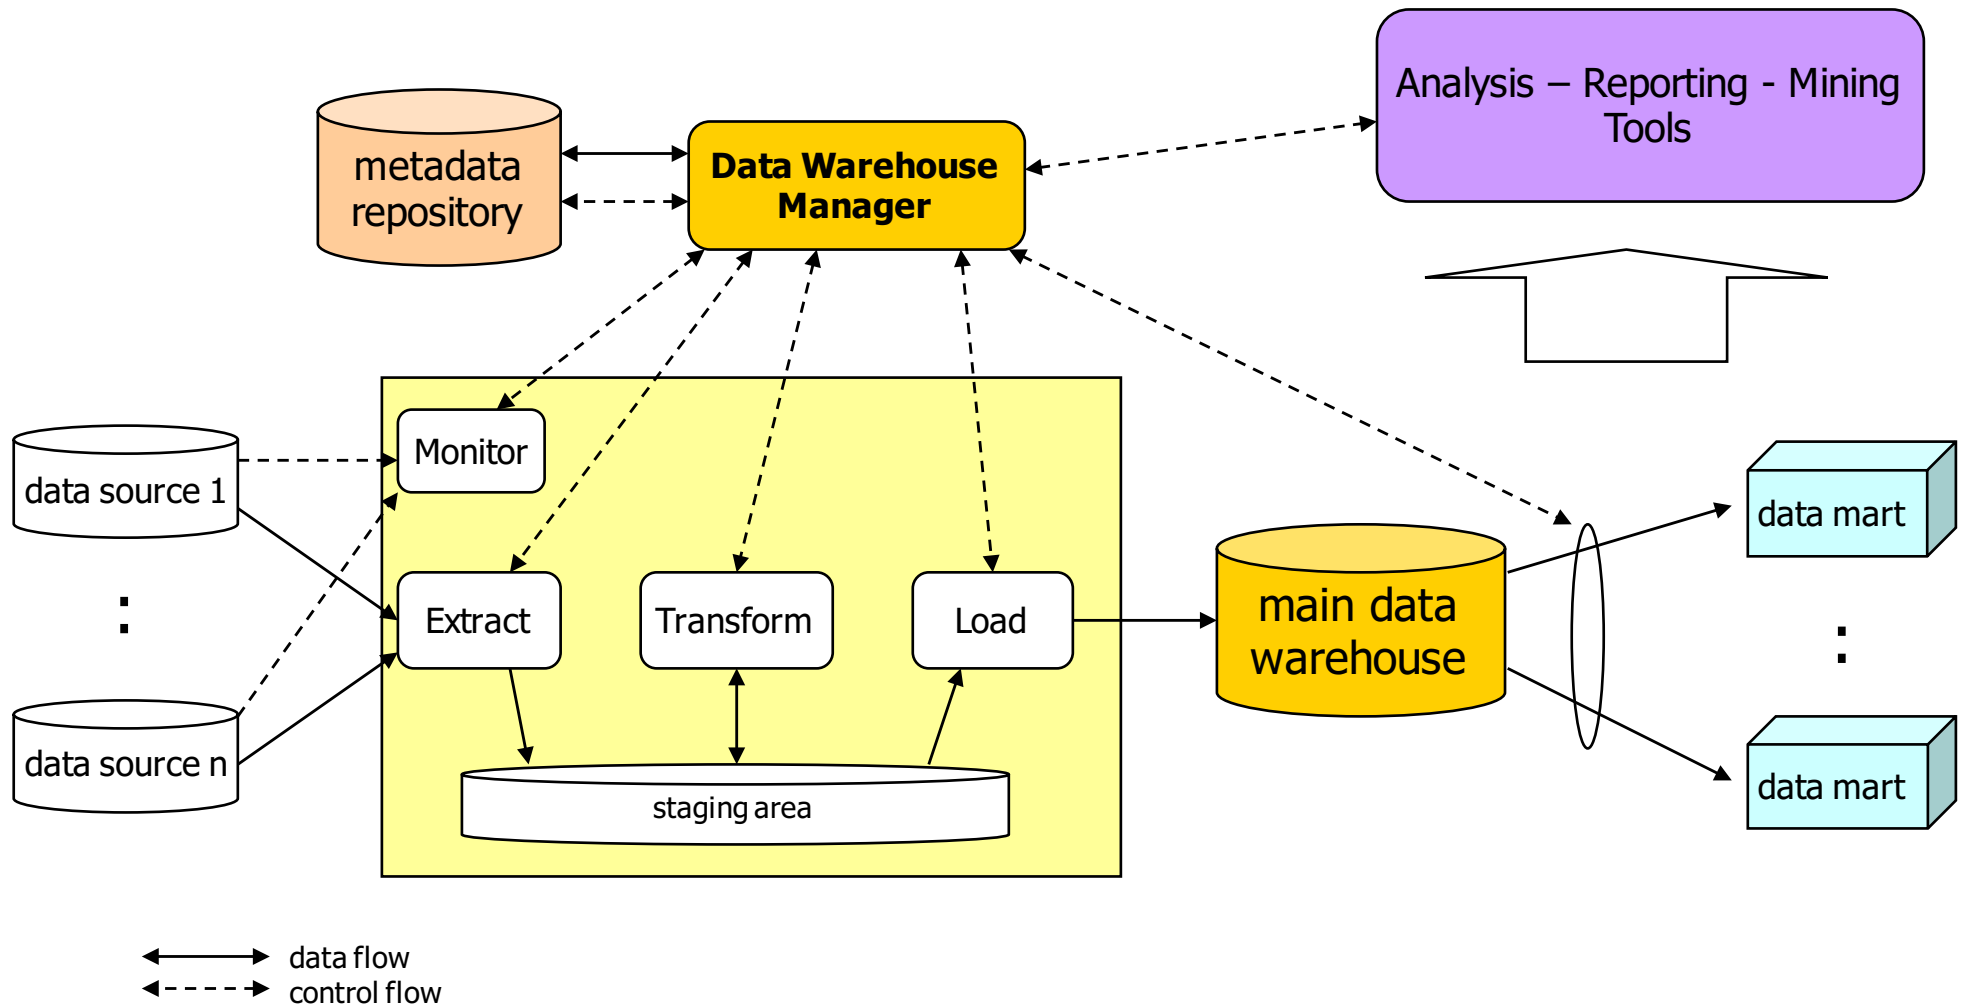 Analysis – Reporting - Mining
Tools
metadata
repository
Data Warehouse
Manager
Monitor
data source 1
data mart
:
Extract
Transform
Load
main data
warehouse
:
data source n
staging area
data mart
data flow
control flow